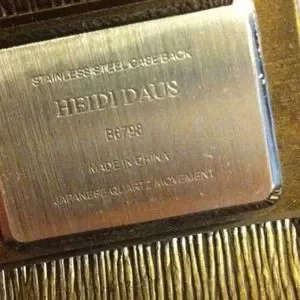 STAINLESS STEEL CASE BACK
HEIDI DAUS
B6798
MADE IN CHINA
JAPANESE QUARTZ MOVEMENT